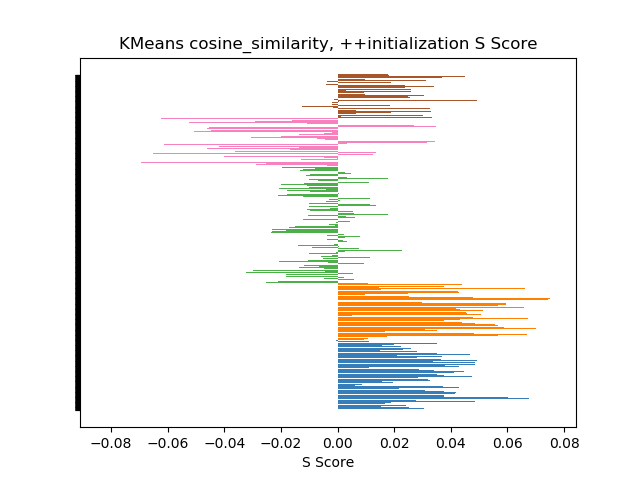 KMeans cosine_similarity, ++initialization S Score
−0.08 −0.06 −0.04 −0.02 0.00 0.02 0.04 0.06 0.08
S Score